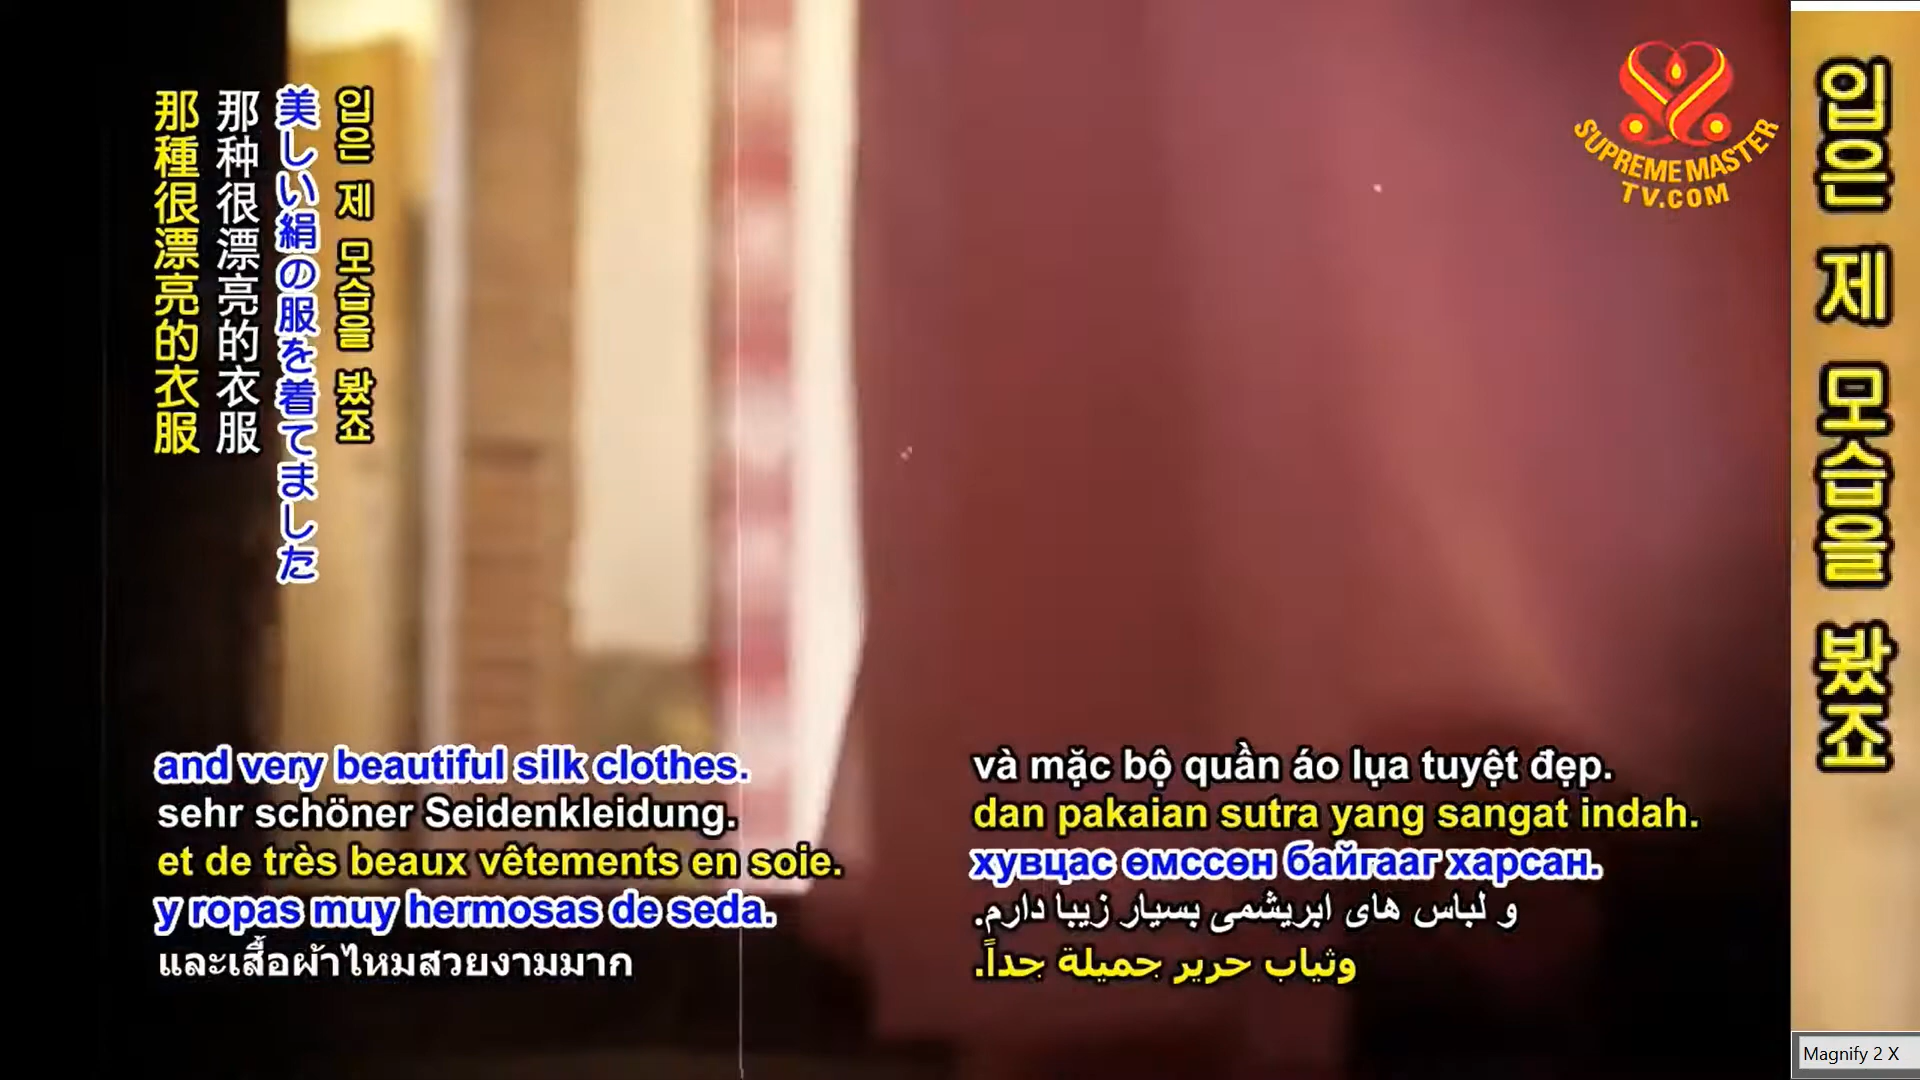 那種很漂亮的衣服
那种很漂亮的衣服
美しい絹の服を着てました
입은 제 모습을 봤죠
SUPREME MASTER
TV.COM
and very beautiful silk clothes.
sehr schöner Seidenkleidung.
et de très beaux vêtements en soie.
y ropas muy hermosas de seda.
และเสื้อผ้าไหมสวยงามมาก
và mặc bộ quần áo lụa tuyệt đẹp.
dan pakaian sutra yang sangat indah.
хувцас өмссөн байгааг харсан.
و لباس های ابریشمی بسیار زیبا دارم.
وثياب حرير جميلة جداً.
입은 제 모습을 봤죠
Magnify 2 X